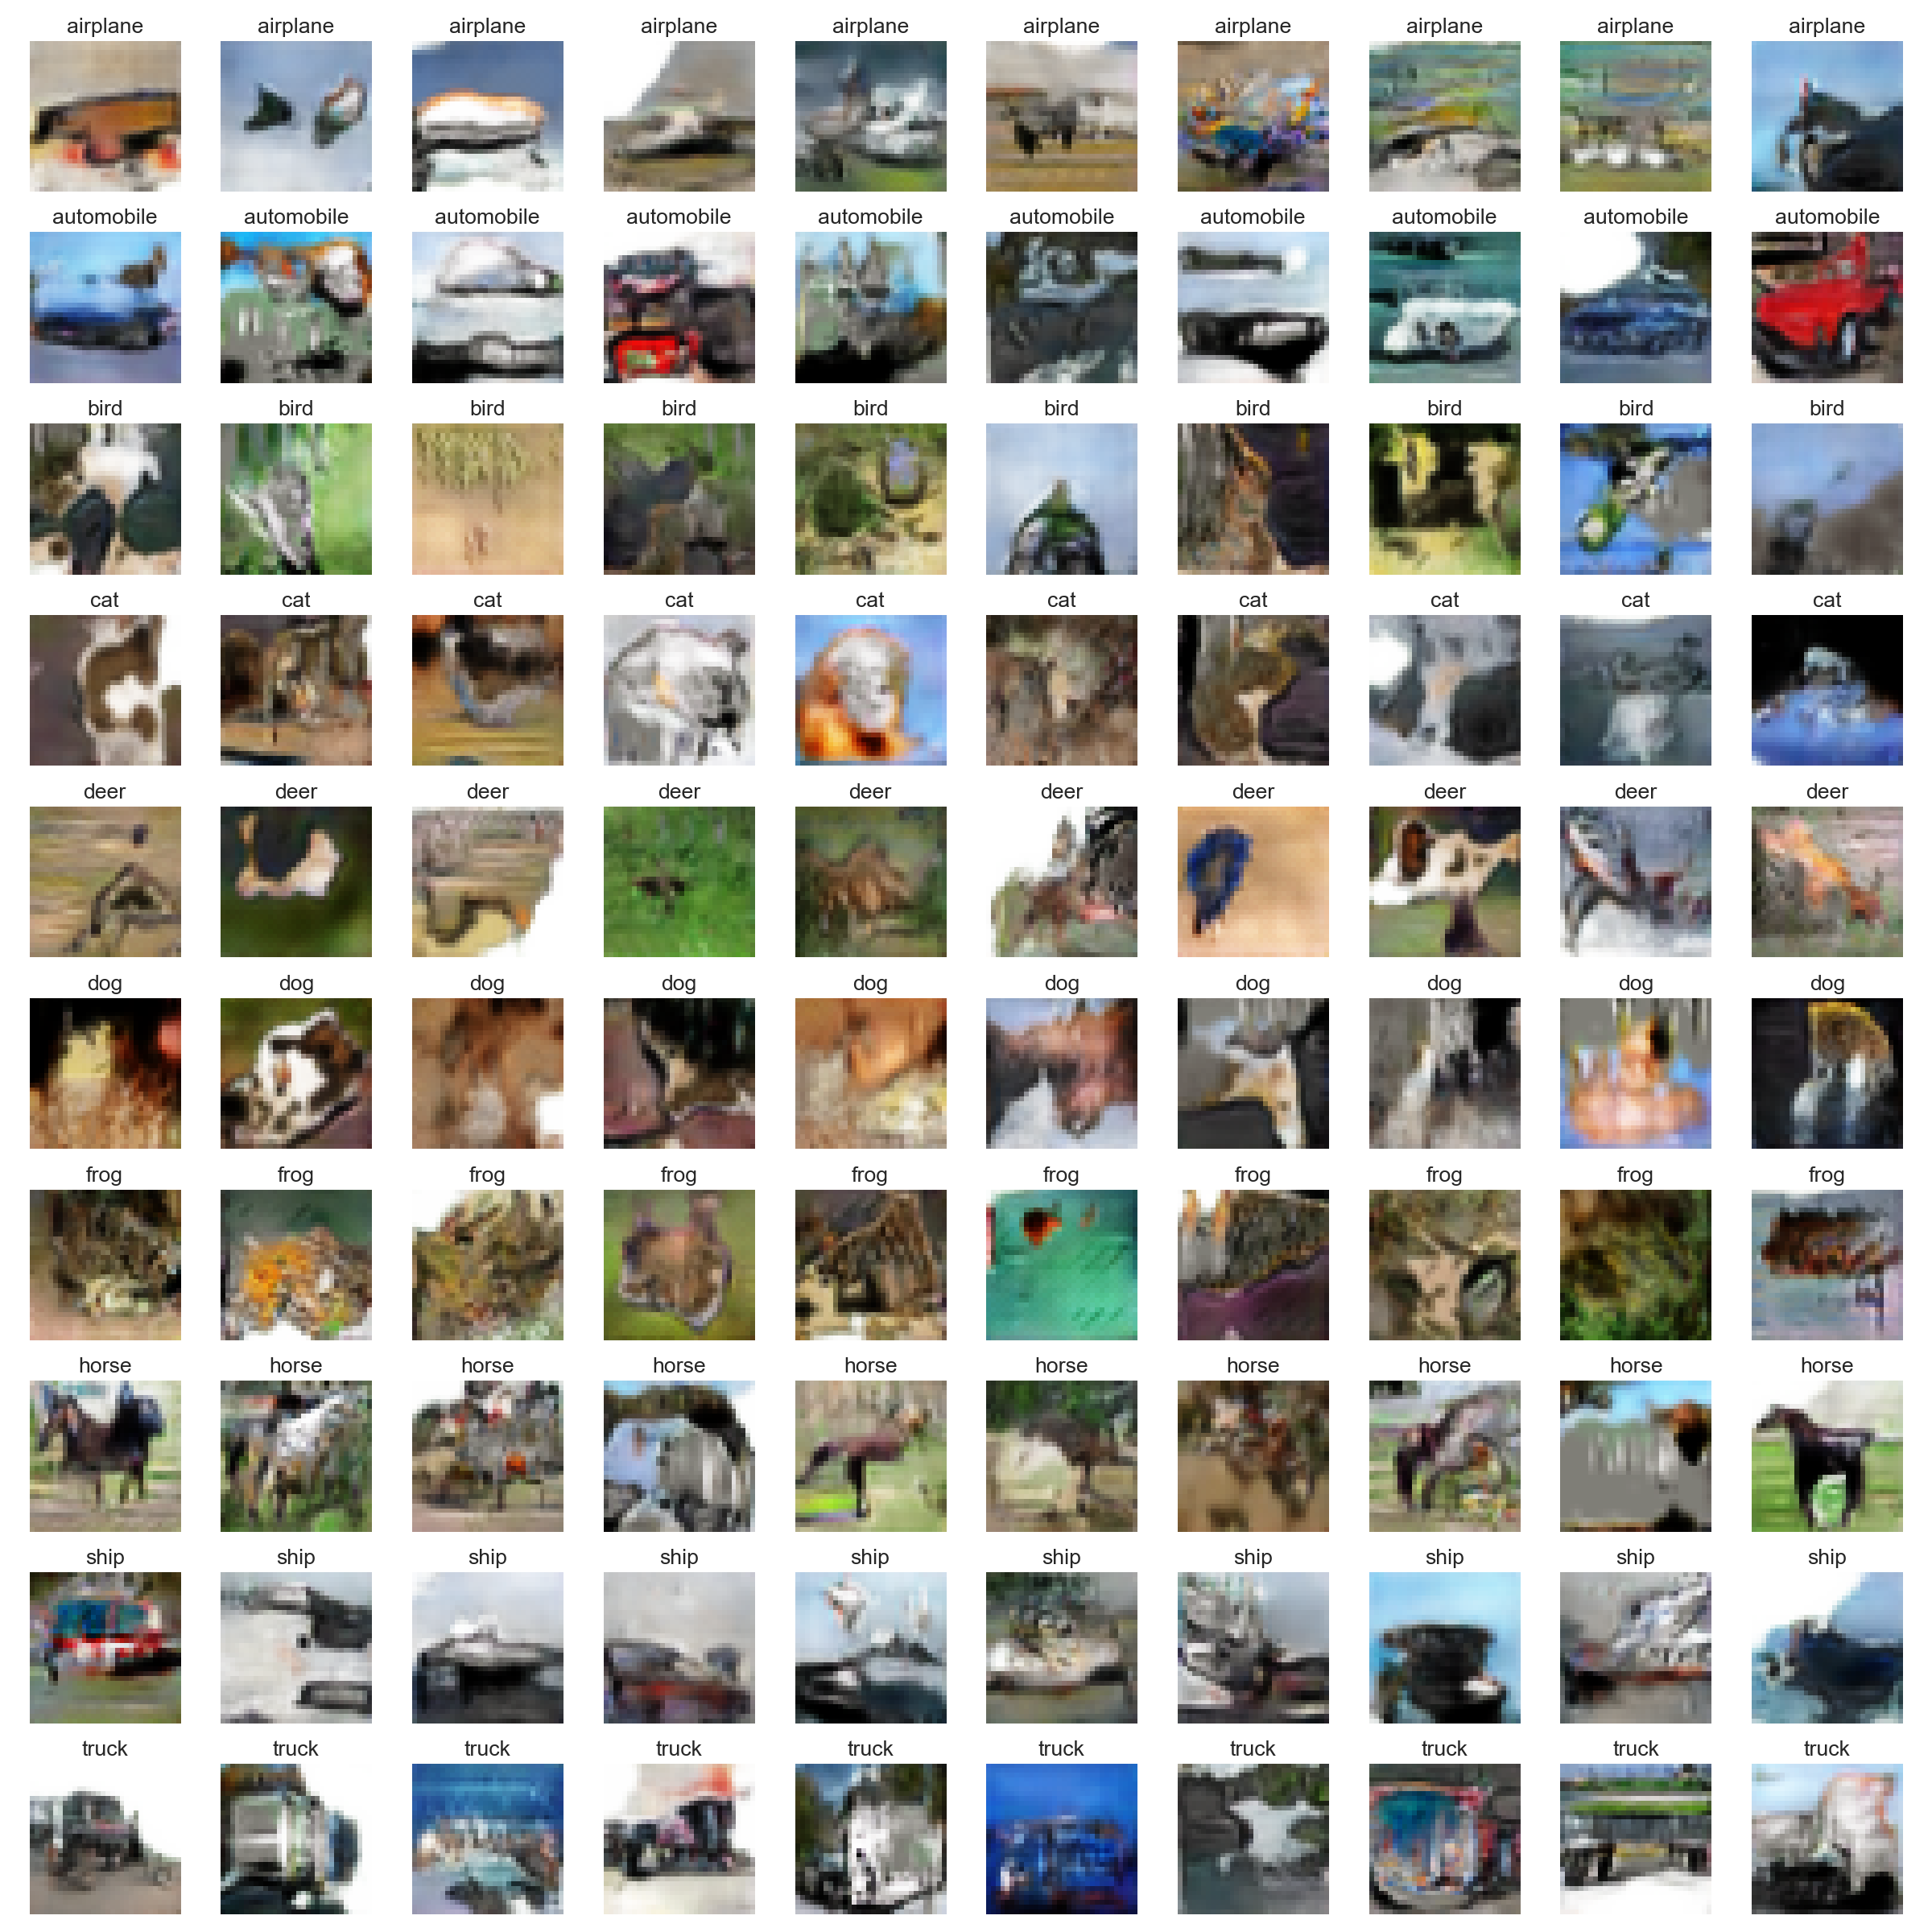 airplane airplane airplane airplane airplane airplane airplane airplane airplane airplane
automobile automobile automobile automobile automobile automobile automobile automobile automobile automobile
bird bird bird bird bird bird bird bird bird bird
cat cat cat cat cat cat cat cat cat cat
deer deer deer deer deer deer deer deer deer deer
dog dog dog dog dog dog dog dog dog dog
frog frog frog frog frog frog frog frog frog frog
horse horse horse horse horse horse horse horse horse horse
ship ship ship ship ship ship ship ship ship ship
truck truck truck truck truck truck truck truck truck truck